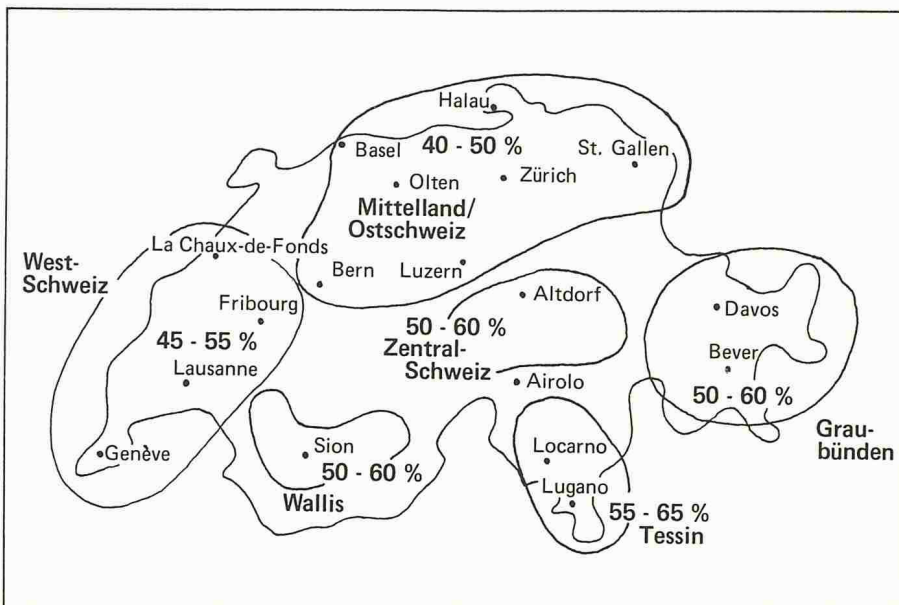 Halau
Basel
40 - 50 %
St. Gallen
Olten
Zürich
Mittelland/
Ostschweiz
La Chaux-de-Fonds
West-
Schweiz
Bern
Luzern
Fribourg
45 - 55 %
Lausanne
Altdorf
50 - 60 %
Zentral-
Schweiz
Airolo
Davos
Bever
50 - 60 %
Grau-
bünden
Genève
Sion
50 - 60 %
Wallis
Locarno
Lugano
55 - 65 %
Tessin